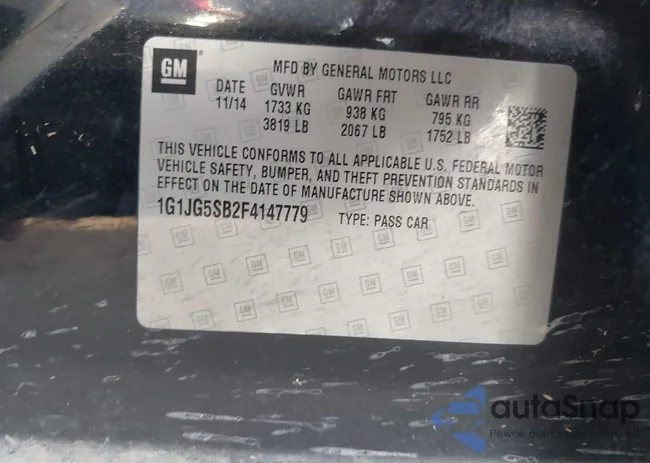 GM
MFD BY GENERAL MOTORS LLC
DATE GVWR GAWR FRT GAWR RR
11/14 1733 KG 938 KG 795 KG
3819 LB 2067 LB 1752 LB
THIS VEHICLE CONFORMS TO ALL APPLICABLE U.S. FEDERAL MOTOR
VEHICLE SAFETY, BUMPER, AND THEFT PREVENTION STANDARDS IN
EFFECT ON THE DATE OF MANUFACTURE SHOWN ABOVE.
1G1JG5SB2F4147779 TYPE: PASS CAR
autoSnap
Pewne auto